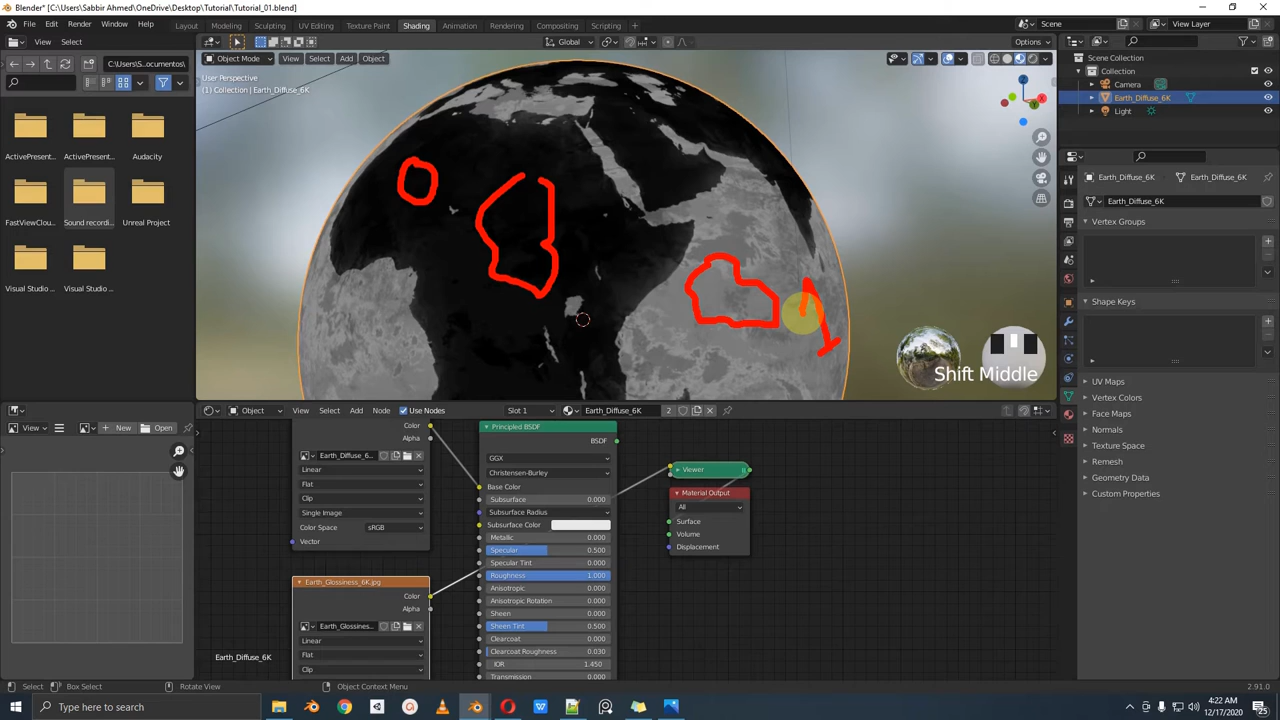 Blender* [C:\Users\Sabbir Ahmed\OneDrive\Desktop\Tutorial\Tutorial_01.blend]
File Edit Render Window Help
Layout Modeling Sculpting UV Editing Texture Paint Shading Animation Rendering Compositing Scripting +
Scene
View Layer
View Select
Global
Options
C:\Users\S...ocumentos\
Object Mode View Select Add Object
User Perspective
(1) Collection | Earth_Diffuse_6K
ActivePresent... ActivePresent... Audacity
FastViewClou... Sound recordi... Unreal Project
Visual Studio ... Visual Studio ...
Shift Middle
Scene Collection
Collection
Camera
Earth_Diffuse_6K
Light
Earth_Diffuse_6K Earth_Diffuse_6K
Earth_Diffuse_6K
Vertex Groups
Shape Keys
UV Maps
Vertex Colors
Face Maps
Normals
Texture Space
Remesh
Geometry Data
Custom Properties
View New Open
Object View Select Add Node Use Nodes Slot 1 Earth_Diffuse_6K 2
Color
Alpha
Earth_Diffuse_6...
Linear
Flat
Clip
Single Image
Color Space sRGB
Vector
Earth_Glossiness_6K.jpg
Color
Alpha
Earth_Glossines...
Linear
Flat
Clip
Earth_Diffuse_6K
Principled BSDF
BSDF
GGX
Christensen-Burley
Base Color
Subsurface 0.000
Subsurface Radius
Subsurface Color
Metallic 0.000
Specular 0.500
Specular Tint 0.000
Roughness 1.000
Anisotropic 0.000
Anisotropic Rotation 0.000
Sheen 0.000
Sheen Tint 0.500
Clearcoat 0.000
Clearcoat Roughness 0.030
IOR 1.450
Transmission 0.000
Viewer
Material Output
All
Surface
Volume
Displacement
Select Box Select Rotate View Object Context Menu 2.91.0
Type here to search
4:22 AM
12/17/2020